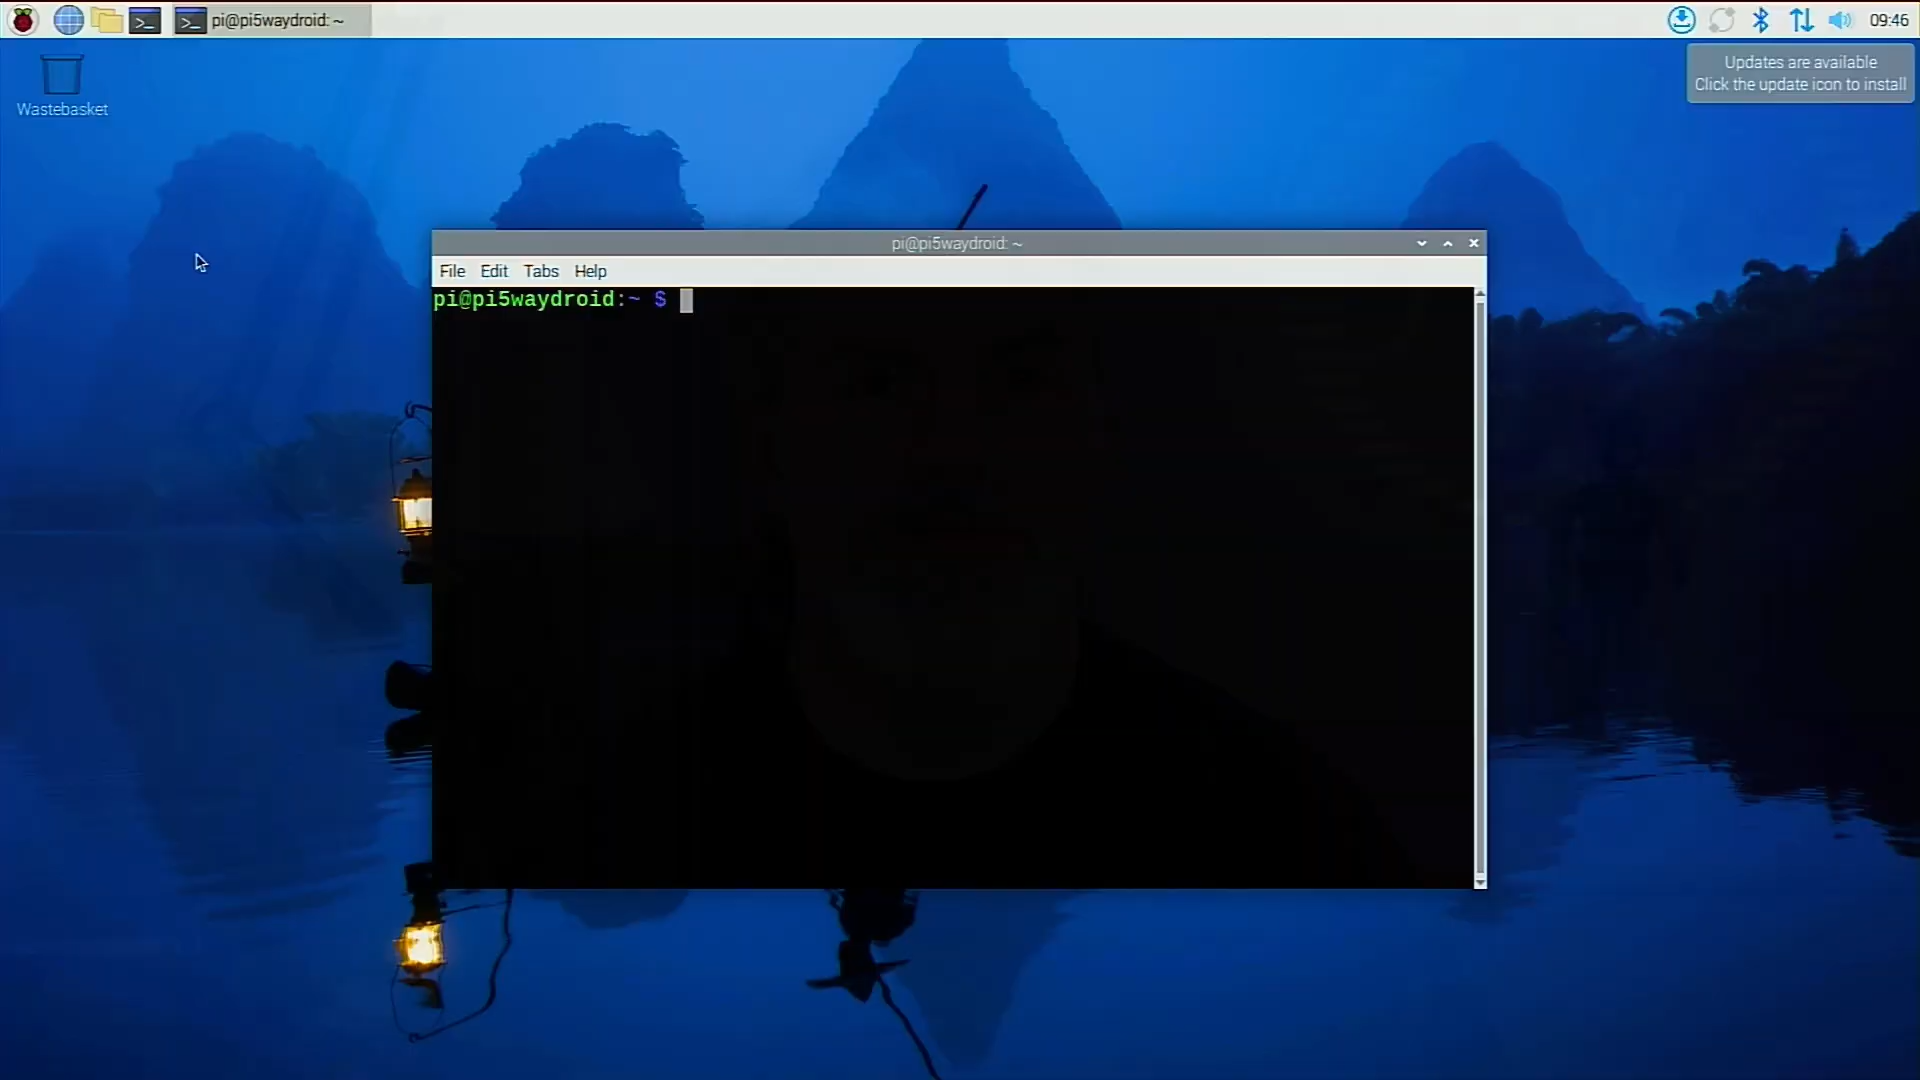 pi@pi5waydroid: ~
09:46
Updates are available
Click the update icon to install
Wastebasket
pi@pi5waydroid: ~
File Edit Tabs Help
pi@pi5waydroid:~ $